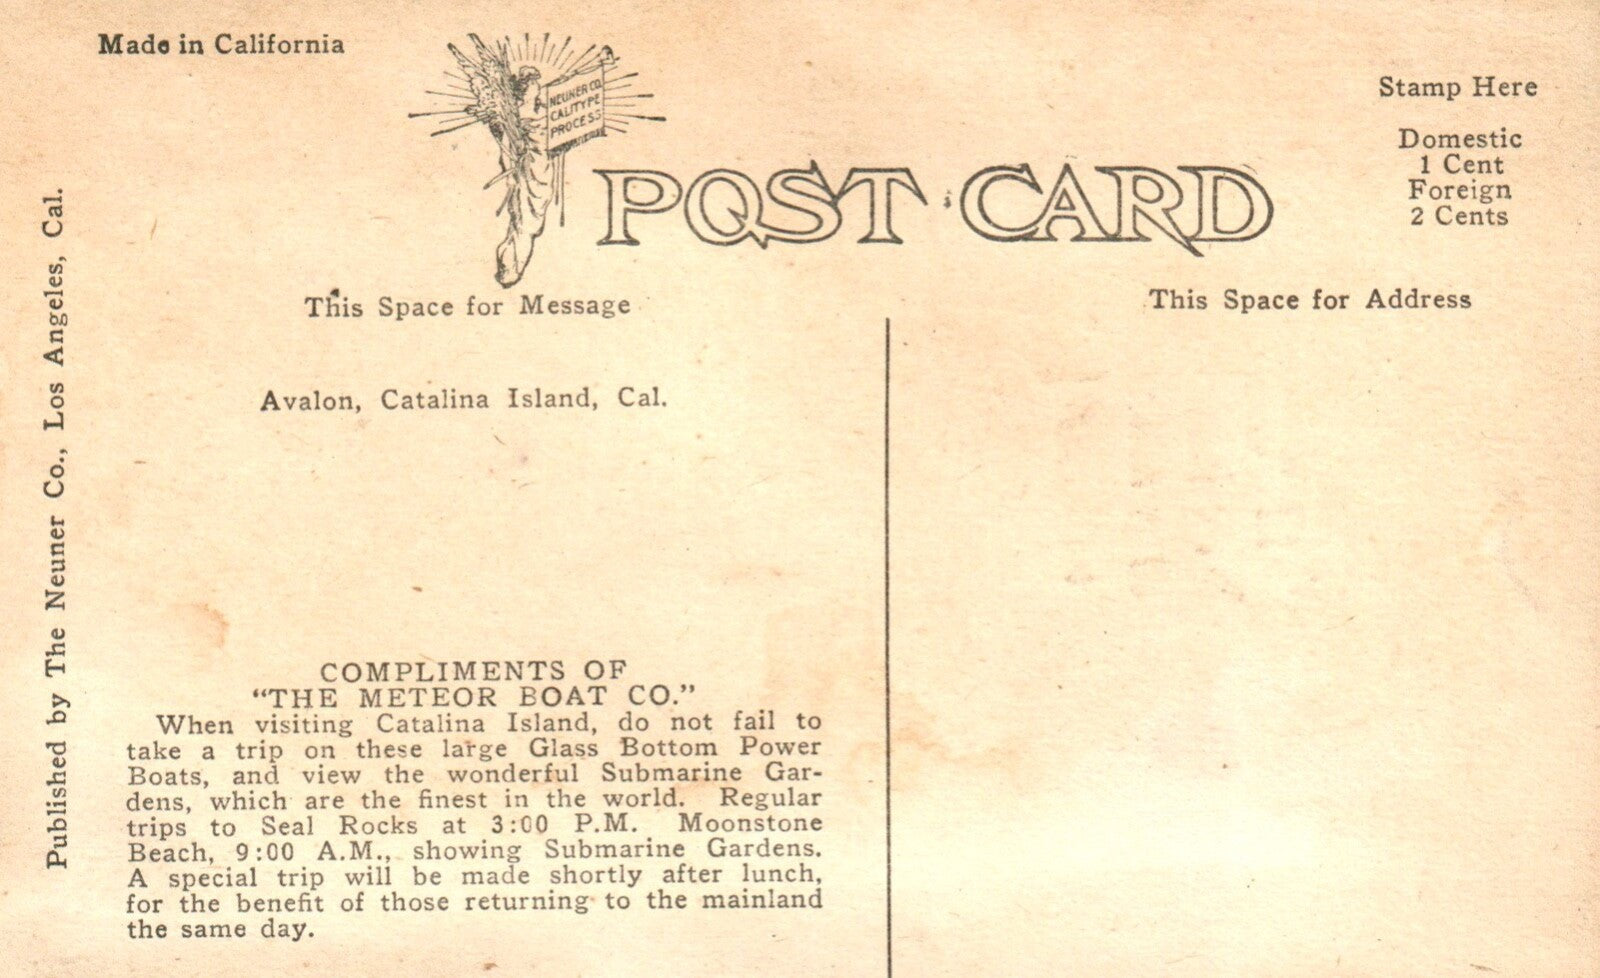 Made in California
NEUNER CO.
CALITYPE
PROCESS
POST CARD
Stamp Here
Domestic
1 Cent
Foreign
2 Cents
This Space for Message
This Space for Address
Published by The Neuner Co., Los Angeles, Cal.
Avalon, Catalina Island, Cal.
COMPLIMENTS OF
“THE METEOR BOAT CO.”
When visiting Catalina Island, do not fail to
take a trip on these large Glass Bottom Power
Boats, and view the wonderful Submarine Gar-
dens, which are the finest in the world. Regular
trips to Seal Rocks at 3:00 P.M. Moonstone
Beach, 9:00 A.M., showing Submarine Gardens.
A special trip will be made shortly after lunch,
for the benefit of those returning to the mainland
the same day.